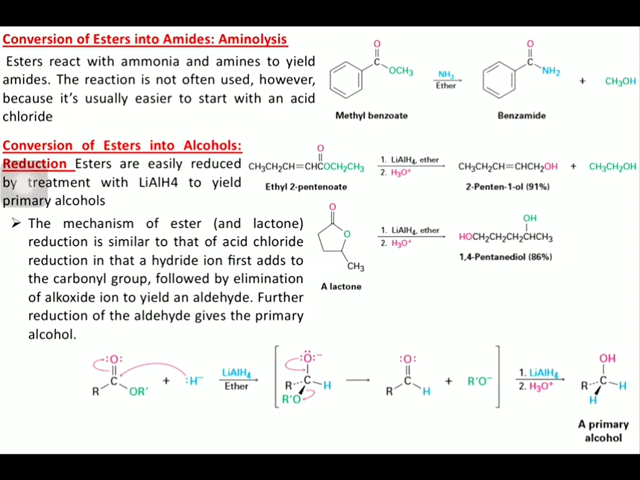 Conversion of Esters into Amides: Aminolysis
Esters react with ammonia and amines to yield
amides. The reaction is not often used, however,
because it's usually easier to start with an acid
chloride
O
C
OCH₃
NH₃
Ether
O
C
NH₂
+
CH₃OH
Methyl benzoate
Benzamide
Conversion of Esters into Alcohols:
Reduction Esters are easily reduced
by treatment with LiAlH4 to yield
primary alcohols
O
CH₃CH₂CH=CHCOCH₂CH₃
1. LiAlH₄, ether
2. H₃O⁺
CH₃CH₂CH=CHCH₂OH + CH₃CH₂OH
Ethyl 2-pentenoate
2-Penten-1-ol (91%)
➢ The mechanism of ester (and lactone)
reduction is similar to that of acid chloride
reduction in that a hydride ion first adds to
the carbonyl group, followed by elimination
of alkoxide ion to yield an aldehyde. Further
reduction of the aldehyde gives the primary
alcohol.
O
O
CH₃
A lactone
1. LiAlH₄, ether
2. H₃O⁺
OH
HOCH₂CH₂CH₂CHCH₃
1,4-Pentanediol (86%)
:O:
C
R OR'
+
:H⁻
LiAlH₄
Ether
:Ö:⁻
C
R H
R'O
:O:
C
R H
+
R'O⁻
1. LiAlH₄
2. H₃O⁺
OH
C
R H
H
A primary
alcohol